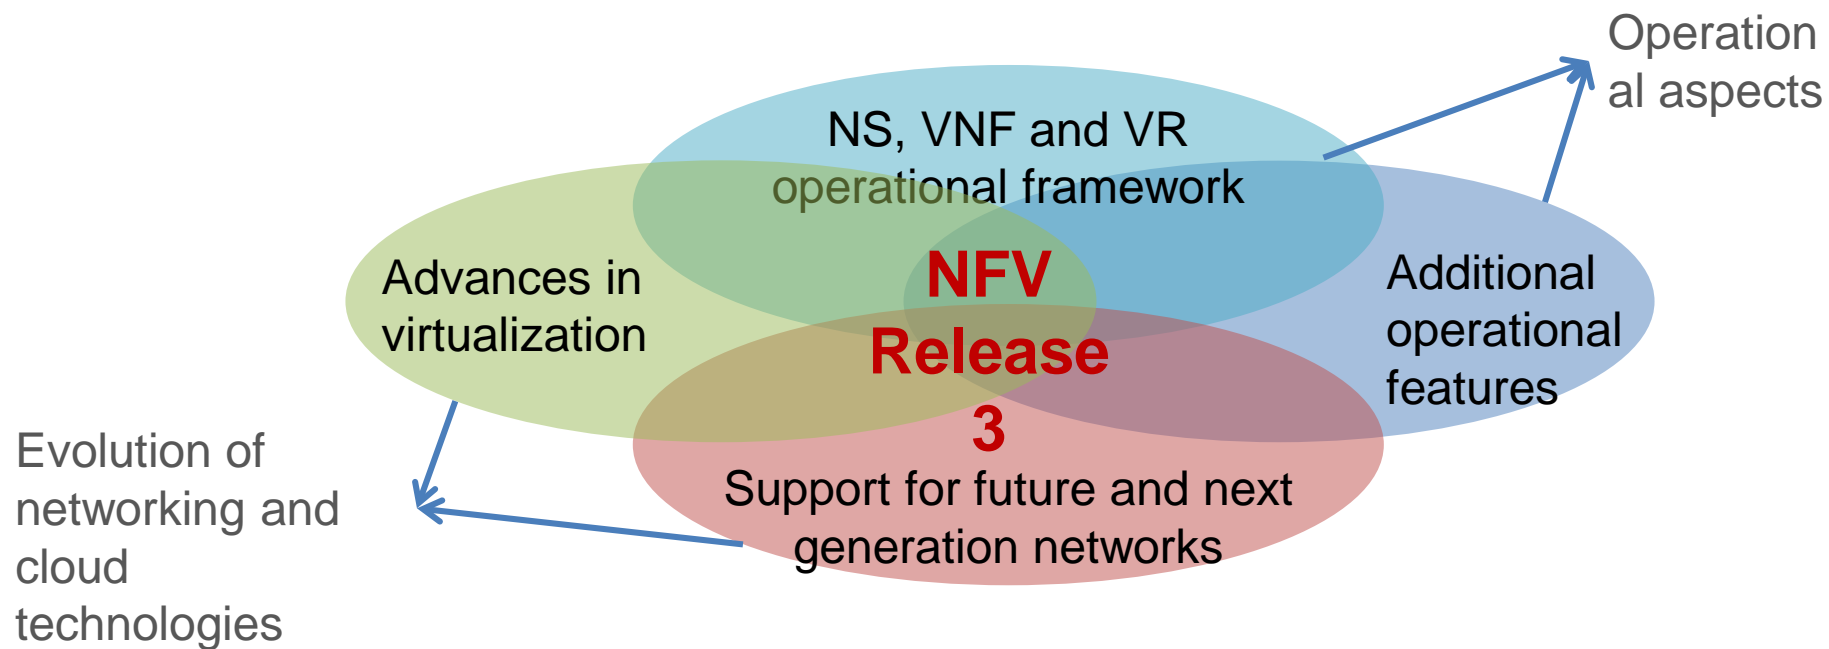 Operation
al aspects
NS, VNF and VR
operational framework
Advances in
virtualization
NFV
Release
3
Additional
operational
features
Support for future and next
generation networks
Evolution of
networking and
cloud
technologies